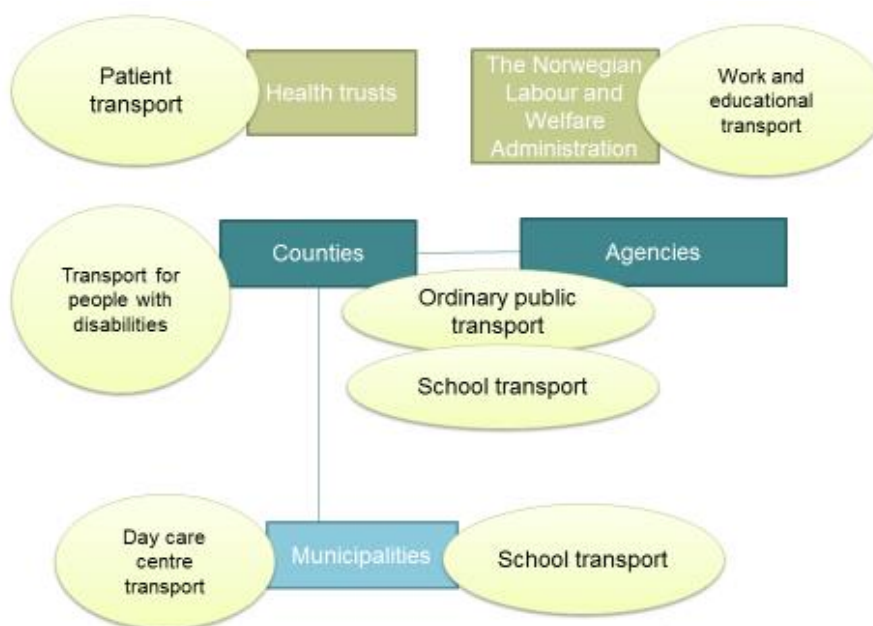 Patient
transport
Health trusts
The Norwegian
Labour and
Welfare
Administration
Work and
educational
transport
Counties
Agencies
Transport for
people with
disabilities
Ordinary public
transport
School transport
Day care
centre
transport
Municipalities
School transport